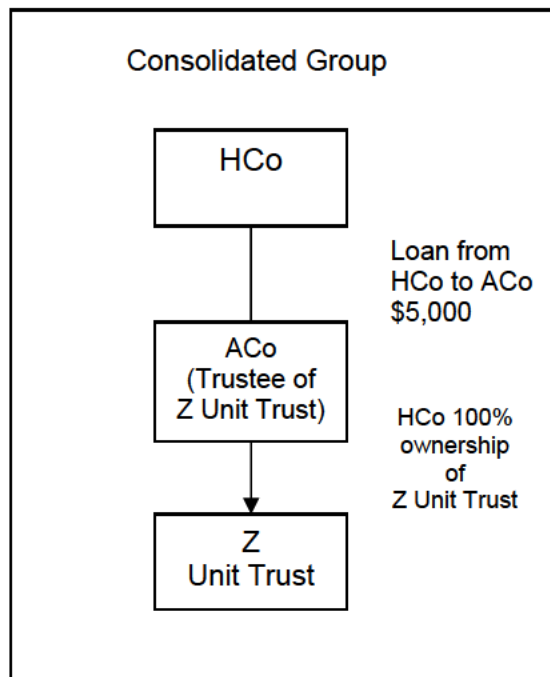 Consolidated Group
HCo
Loan from
HCo to ACo
$5,000
ACo
(Trustee of
Z Unit Trust)
HCo 100%
ownership
of
Z Unit Trust
Z
Unit Trust